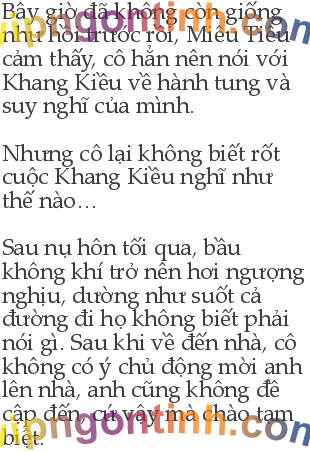 Bây giờ đã không còn giống
như hồi trước rồi, Miêu Tiêu
cảm thấy, cô hẳn nên nói với
Khang Kiều về hành tung và
suy nghĩ của mình.
Nhưng cô lại không biết rốt
cuộc Khang Kiều nghĩ như
thế nào…
Sau nụ hôn tối qua, bầu
không khí trở nên hơi ngượng
nghịu, dường như suốt cả
đường đi họ không biết phải
nói gì. Sau khi về đến nhà, cô
không có ý chủ động mời anh
lên nhà, anh cũng không đề
cập đến, cứ vậy mà chào tạm
biệt.